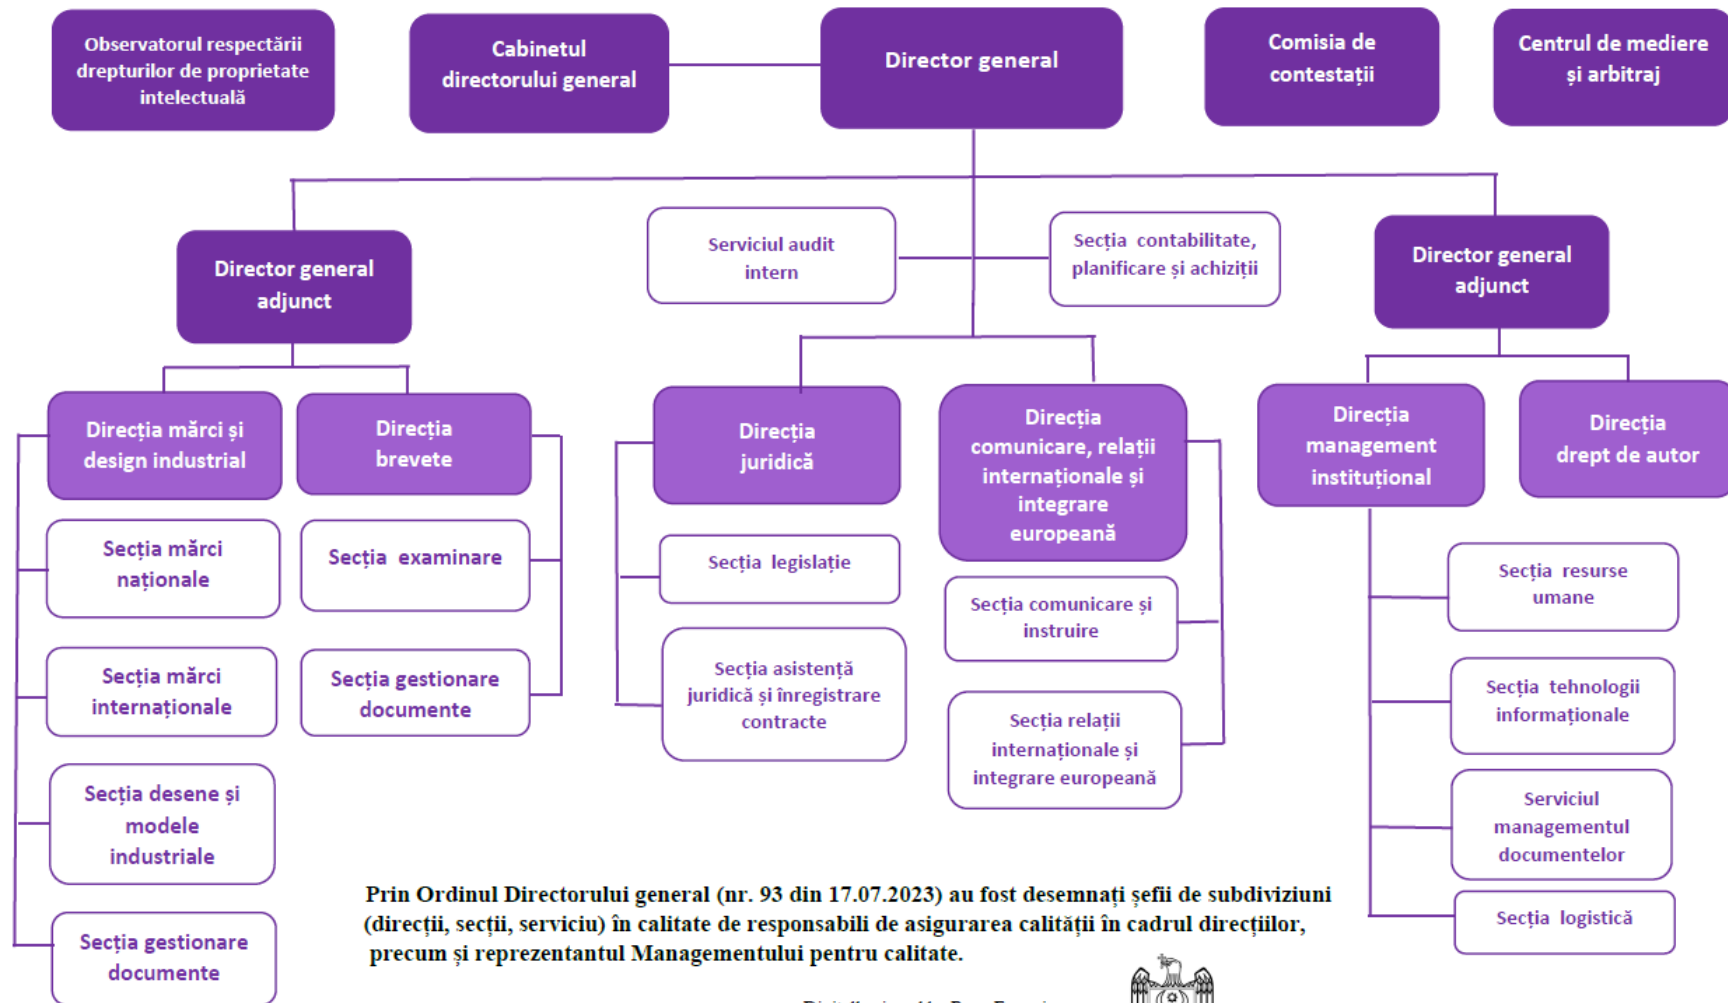 Observatorul respectării
drepturilor de proprietate
intelectuală
Cabinetul
directorului general
Director general
Comisia de
contestații
Centrul de mediere
și arbitraj
Serviciul audit
intern
Secția contabilitate,
planificare și achiziții
Director general
adjunct
Director general
adjunct
Direcția mărci și
design industrial
Direcția
brevete
Direcția
juridică
Direcția
comunicare, relații
internaționale și
integrare
europeană
Direcția
management
instituțional
Direcția
drept de autor
Secția mărci
naționale
Secția mărci
internaționale
Secția desene și
modele
industriale
Secția gestionare
documente
Secția examinare
Secția gestionare
documente
Secția legislație
Secția asistență
juridică și înregistrare
contracte
Secția comunicare și
instruire
Secția relații
internaționale și
integrare europeană
Secția resurse
umane
Secția tehnologii
informaționale
Serviciul
managementul
documentelor
Secția logistică
Prin Ordinul Directorului general (nr. 93 din 17.07.2023) au fost desemnați șefii de subdiviziuni
(direcții, secții, serviciu) în calitate de responsabili de asigurarea calității în cadrul direcțiilor,
precum și reprezentantul Managementului pentru calitate.